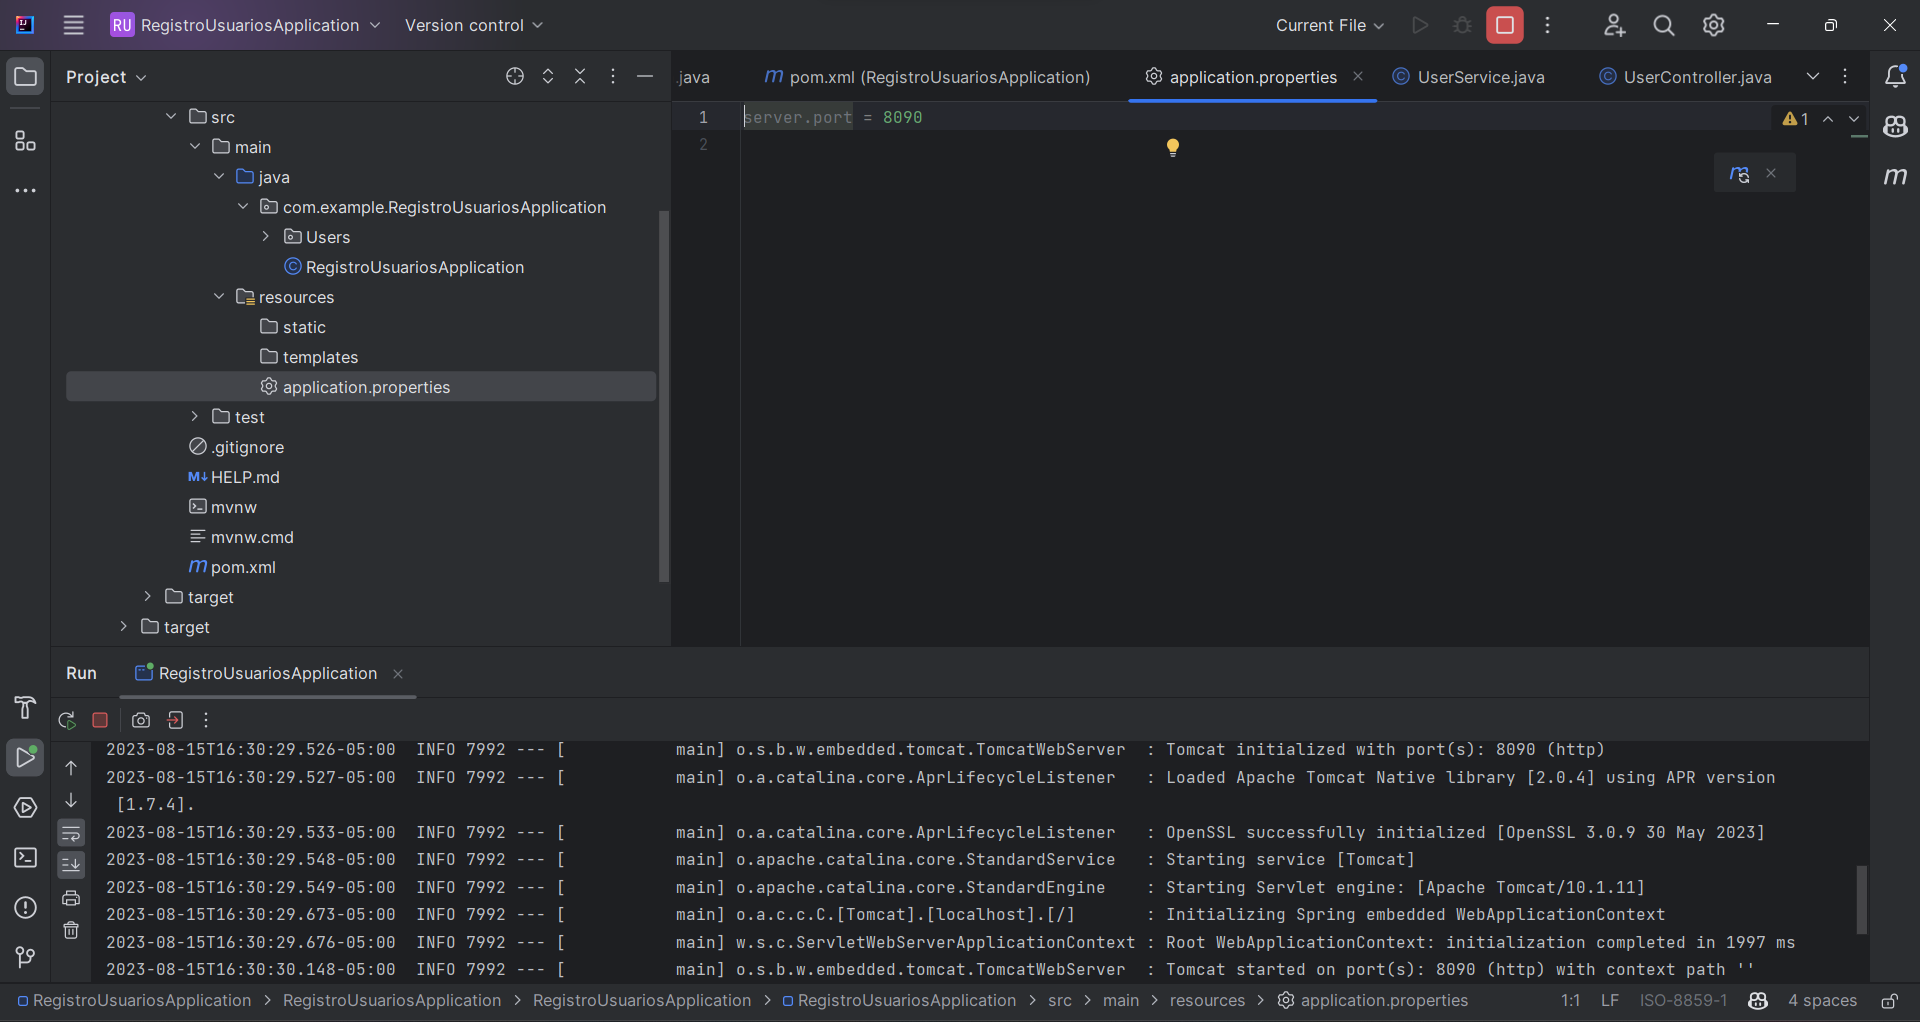 RU RegistroUsuariosApplication Version control Current File
Project
.java m pom.xml (RegistroUsuariosApplication) application.properties UserService.java UserController.java
1 server.port = 8090
2
1
src
main
java
com.example.RegistroUsuariosApplication
Users
RegistroUsuariosApplication
resources
static
templates
application.properties
test
.gitignore
M↓ HELP.md
mvnw
mvnw.cmd
m pom.xml
target
target
Run RegistroUsuariosApplication
2023-08-15T16:30:29.526-05:00 INFO 7992 --- [ main] o.s.b.w.embedded.tomcat.TomcatWebServer : Tomcat initialized with port(s): 8090 (http)
2023-08-15T16:30:29.527-05:00 INFO 7992 --- [ main] o.a.catalina.core.AprLifecycleListener : Loaded Apache Tomcat Native library [2.0.4] using APR version
[1.7.4].
2023-08-15T16:30:29.533-05:00 INFO 7992 --- [ main] o.a.catalina.core.AprLifecycleListener : OpenSSL successfully initialized [OpenSSL 3.0.9 30 May 2023]
2023-08-15T16:30:29.548-05:00 INFO 7992 --- [ main] o.apache.catalina.core.StandardService : Starting service [Tomcat]
2023-08-15T16:30:29.549-05:00 INFO 7992 --- [ main] o.apache.catalina.core.StandardEngine : Starting Servlet engine: [Apache Tomcat/10.1.11]
2023-08-15T16:30:29.673-05:00 INFO 7992 --- [ main] o.a.c.c.C.[Tomcat].[localhost].[/] : Initializing Spring embedded WebApplicationContext
2023-08-15T16:30:29.676-05:00 INFO 7992 --- [ main] w.s.c.ServletWebServerApplicationContext : Root WebApplicationContext: initialization completed in 1997 ms
2023-08-15T16:30:30.148-05:00 INFO 7992 --- [ main] o.s.b.w.embedded.tomcat.TomcatWebServer : Tomcat started on port(s): 8090 (http) with context path ''
RegistroUsuariosApplication > RegistroUsuariosApplication > RegistroUsuariosApplication > RegistroUsuariosApplication > src > main > resources > application.properties 1:1 LF ISO-8859-1 4 spaces